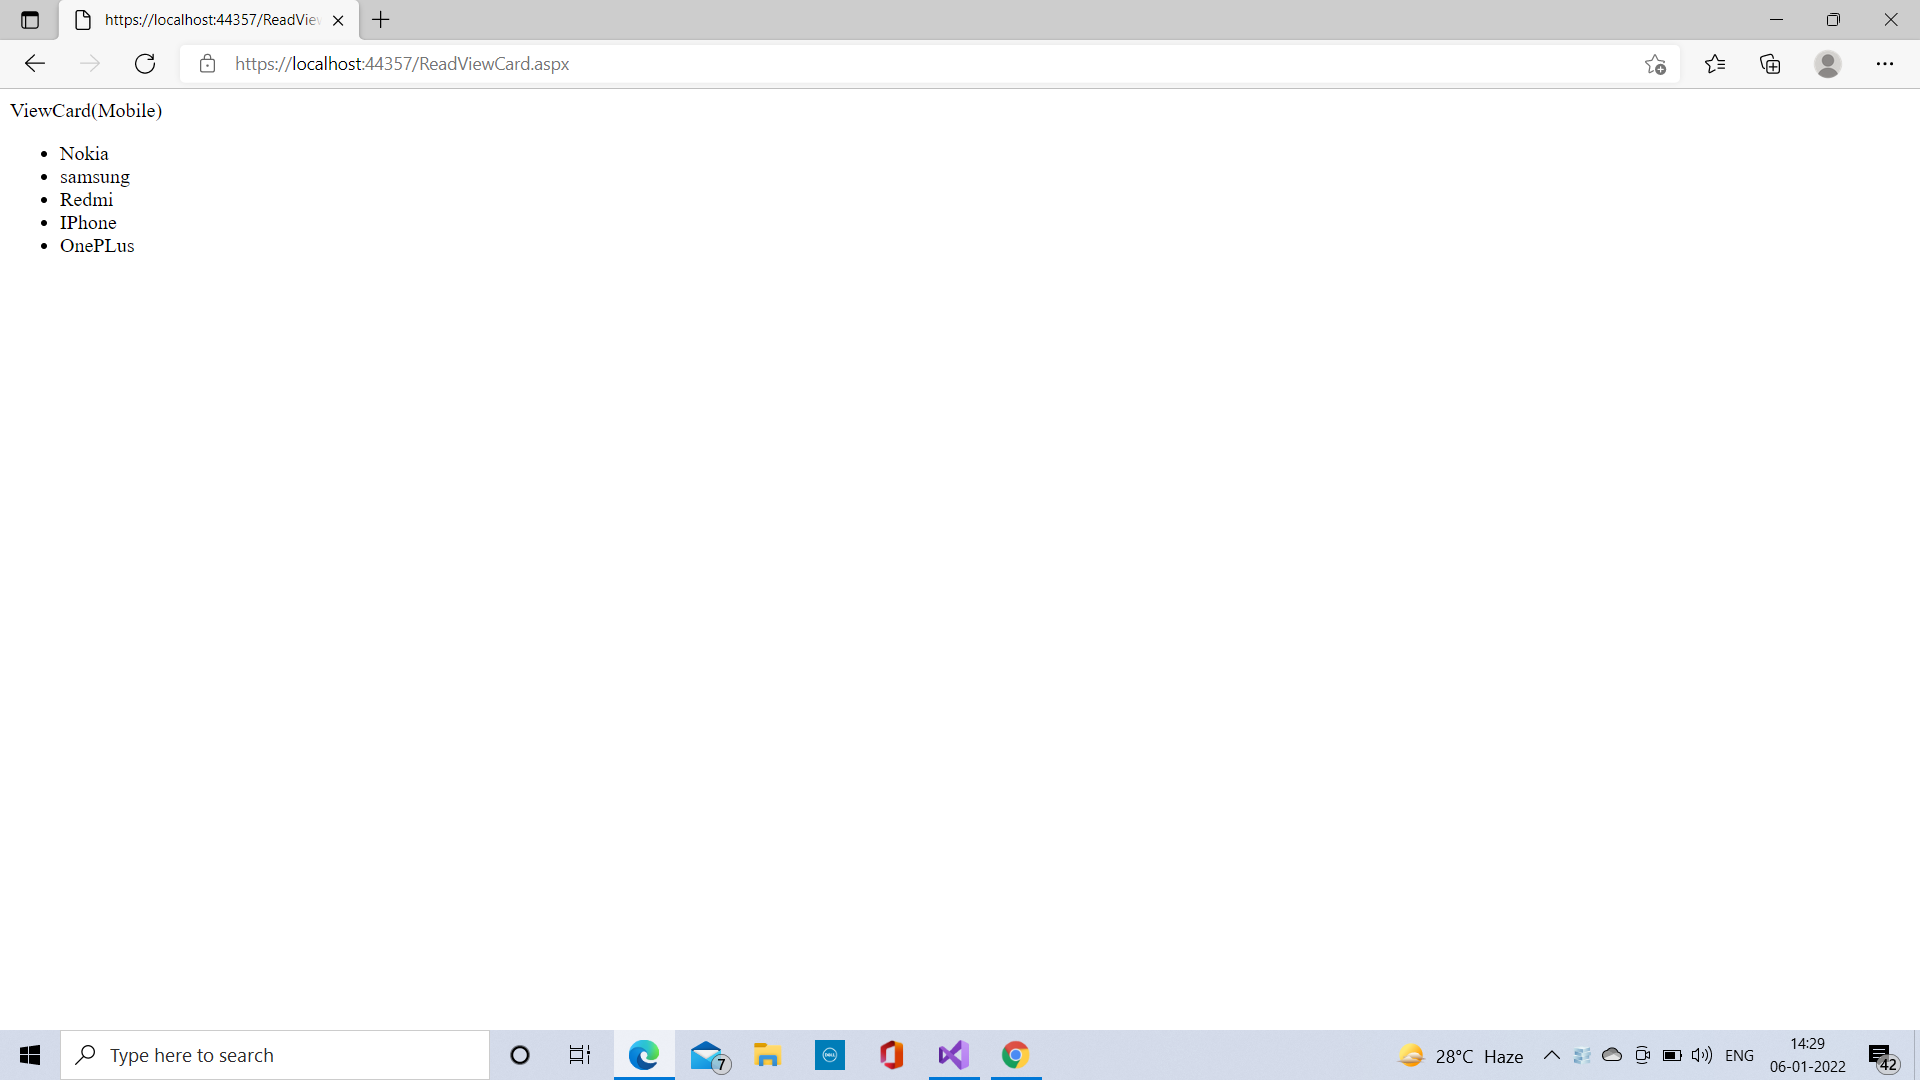 https://localhost:44357/ReadVie
https://localhost:44357/ReadViewCard.aspx
ViewCard(Mobile)
Nokia
samsung
Redmi
IPhone
OnePLus
Type here to search
7
DELL
28°C Haze
ENG
14:29
06-01-2022
42